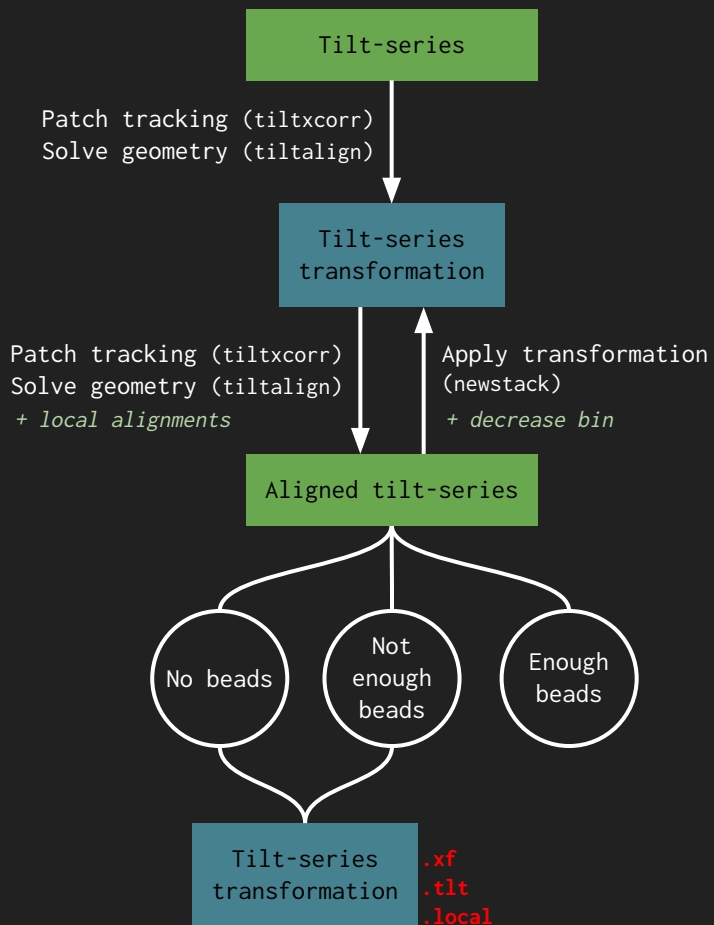 Tilt-series
Patch tracking (tiltxcorr)
Solve geometry (tiltalign)
Tilt-series
transformation
Patch tracking (tiltxcorr)
Solve geometry (tiltalign)
+ local alignments
Apply transformation
(newstack)
+ decrease bin
Aligned tilt-series
No beads
Not
enough
beads
Enough
beads
Tilt-series
transformation
.xf
.tlt
.local